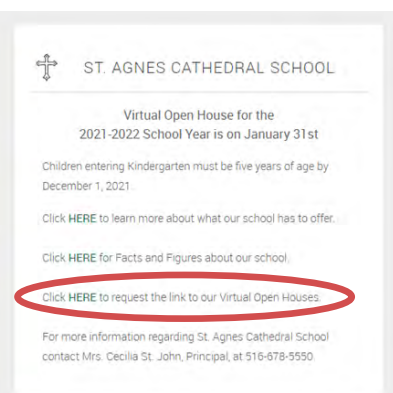 ST. AGNES CATHEDRAL SCHOOL
Virtual Open House for the
2021-2022 School Year is on January 31st
Children entering Kindergarten must be five years of age by
December 1, 2021.
Click HERE to learn more about what our school has to offer.
Click HERE for Facts and Figures about our school.
Click HERE to request the link to our Virtual Open Houses.
For more information regarding St. Agnes Cathedral School
contact Mrs. Cecilia St. John, Principal, at 516-678-5550.